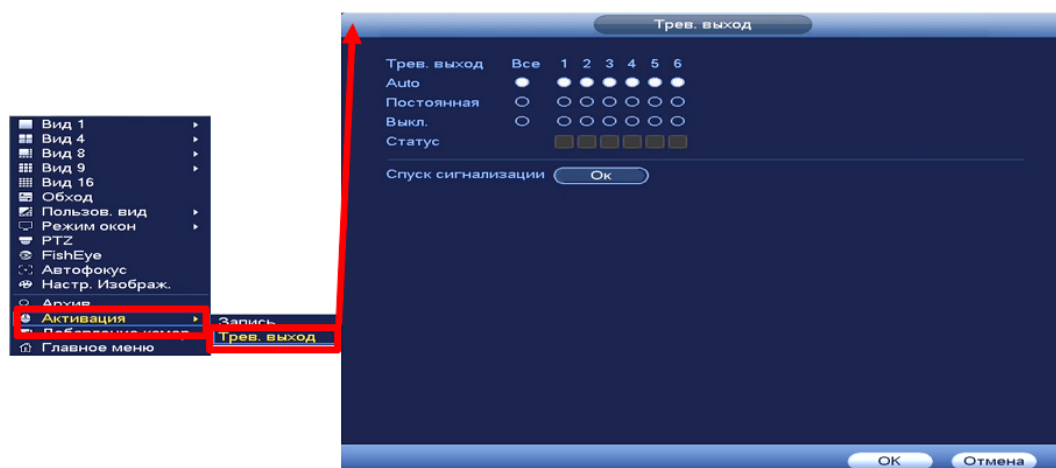 Трев. выход
Трев. выход Все 1 2 3 4 5 6
Auto
Постоянная
Выкл.
Статус
Спуск сигнализации Ок
OK Отмена
Вид 1
Вид 4
Вид 8
Вид 9
Вид 16
Обход
Пользов. вид
Режим окон
PTZ
FishEye
Автофокус
Настр. Изображ.
Архив
Активация
Добавление камер
Главное меню
Запись
Трев. выход